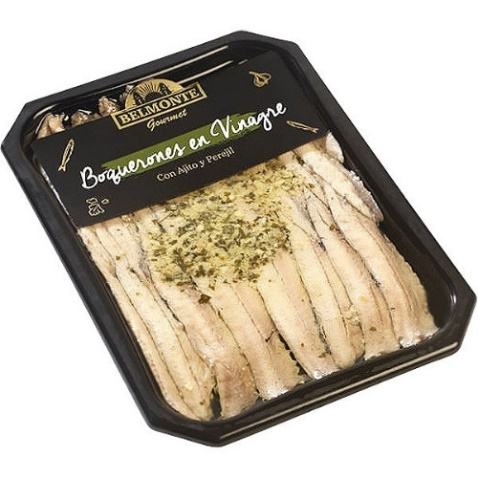 BELMONTE
Gourmet
Boquerones en Vinagre
Con Ajito y Perejil